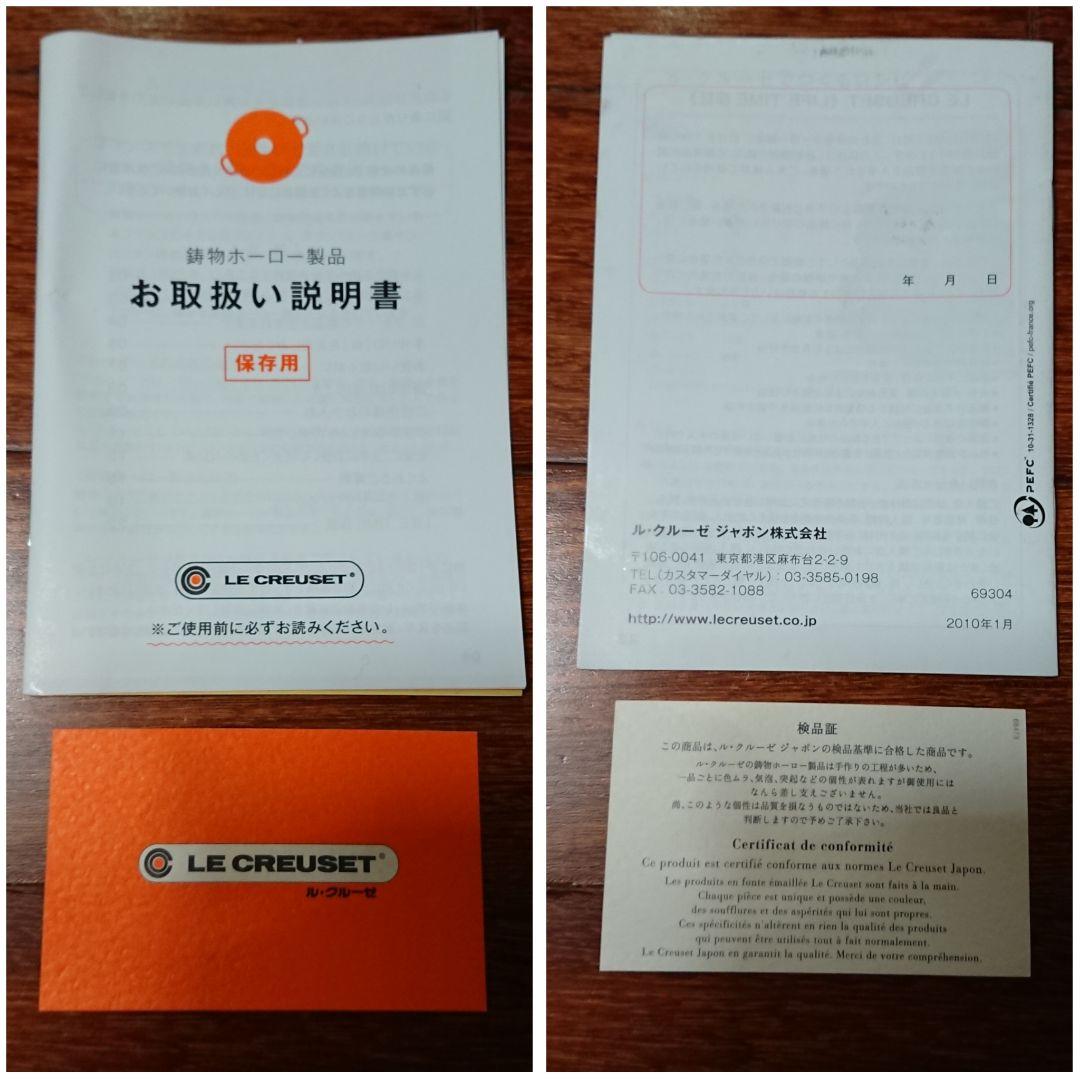 鋳物ホーロー製品
お取扱い説明書
保存用
LE CREUSET®
※ご使用前に必ずお読みください。
LE CREUSET®
ル・クルーゼ
年 月 日
PEFC™ 10-31-1328 / Certifié PEFC / pefc-france.org
ル・クルーゼ ジャポン株式会社
〒106-0041 東京都港区麻布台2-2-9
TEL（カスタマーダイヤル）：03-3585-0198
FAX：03-3582-1088
69304
http://www.lecreuset.co.jp
2010年1月
検品証
この商品は、ル・クルーゼ ジャポンの検品基準に合格した商品です。
ル・クルーゼの鋳物ホーロー製品は手作りの工程が多いため、
一品ごとに色ムラ、気泡、突起などの個性が表れますが御使用には
なんら差し支えございません。
尚、このような個性は品質を損なうものではないため、当社では良品と
判断しますので予めご了承下さい。
Certificat de conformité
Ce produit est certifié conforme aux normes Le Creuset Japon.
Les produits en fonte émaillée Le Creuset sont faits à la main.
Chaque pièce est unique et possède une couleur,
des soufflures et des aspérités qui lui sont propres.
Ces spécificités n'altèrent en rien la qualité des produits
qui peuvent être utilisés tout à fait normalement.
Le Creuset Japon en garantit la qualité. Merci de votre compréhension.